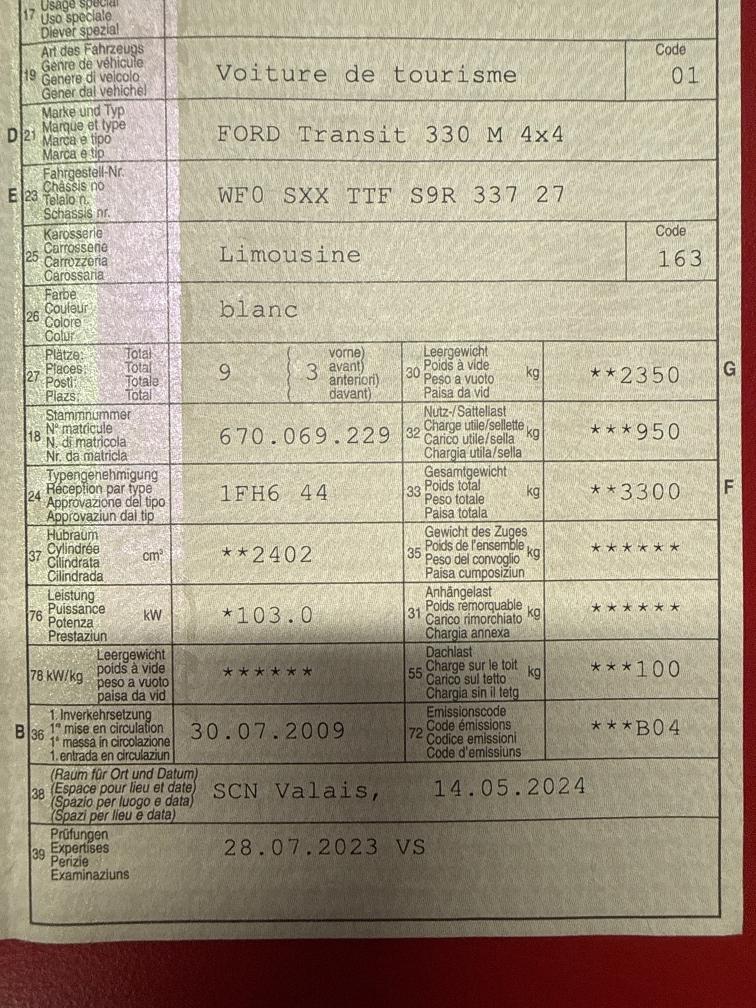 17 Usage spécial
Uso speciale
Diever spezial
19 Art des Fahrzeugs
Genre de véhicule
Genere di veicolo
Gener dal vehichel
Voiture de tourisme
Code
01
D 21 Marke und Typ
Marque et type
Marca e tipo
Marca e tip
FORD Transit 330 M 4x4
E 23 Fahrgestell-Nr.
Châssis no
Telaio n.
Schassis nr.
WF0 SXX TTF S9R 337 27
25 Karosserie
Carrosserie
Carrozzeria
Carossaria
Limousine
Code
163
26 Farbe
Couleur
Colore
Colur
blanc
27 Plätze: Total
Places: Total
Posti: Totale
Plazs: Total
9
3
vorne)
avant)
anteriori)
davant)
30 Leergewicht
Poids à vide
Peso a vuoto
Paisa da vid
kg
**2350
G
18 Stammnummer
N° matricule
N. di matricola
Nr. da matricla
670.069.229
32 Nutz-/Sattellast
Charge utile/sellette
Carico utile/sella
Chargia utila/sella
kg
***950
24 Typengenehmigung
Réception par type
Approvazione del tipo
Approvaziun dal tip
1FH6 44
33 Gesamtgewicht
Poids total
Peso totale
Paisa totala
kg
**3300
F
37 Hubraum
Cylindrée
Cilindrata
Cilindrada
cm³
**2402
35 Gewicht des Zuges
Poids de l'ensemble
Peso del convoglio
Paisa cumposiziun
kg
******
76 Leistung
Puissance
Potenza
Prestaziun
kW
*103.0
31 Anhängelast
Poids remorquable
Carico rimorchiato
Chargia annexa
kg
******
78 kW/kg
Leergewicht
poids à vide
peso a vuoto
paisa da vid
******
55 Dachlast
Charge sur le toit
Carico sul tetto
Chargia sin il tetg
kg
***100
B 36 1. Inverkehrsetzung
1re mise en circulation
1a messa in circolazione
1. entrada en circulaziun
30.07.2009
72 Emissionscode
Code émissions
Codice emissioni
Code d'emissiuns
***B04
38 (Raum für Ort und Datum)
(Espace pour lieu et date)
(Spazio per luogo e data)
(Spazi per lieu e data)
SCN Valais, 14.05.2024
39 Prüfungen
Expertises
Perizie
Examinaziuns
28.07.2023 VS